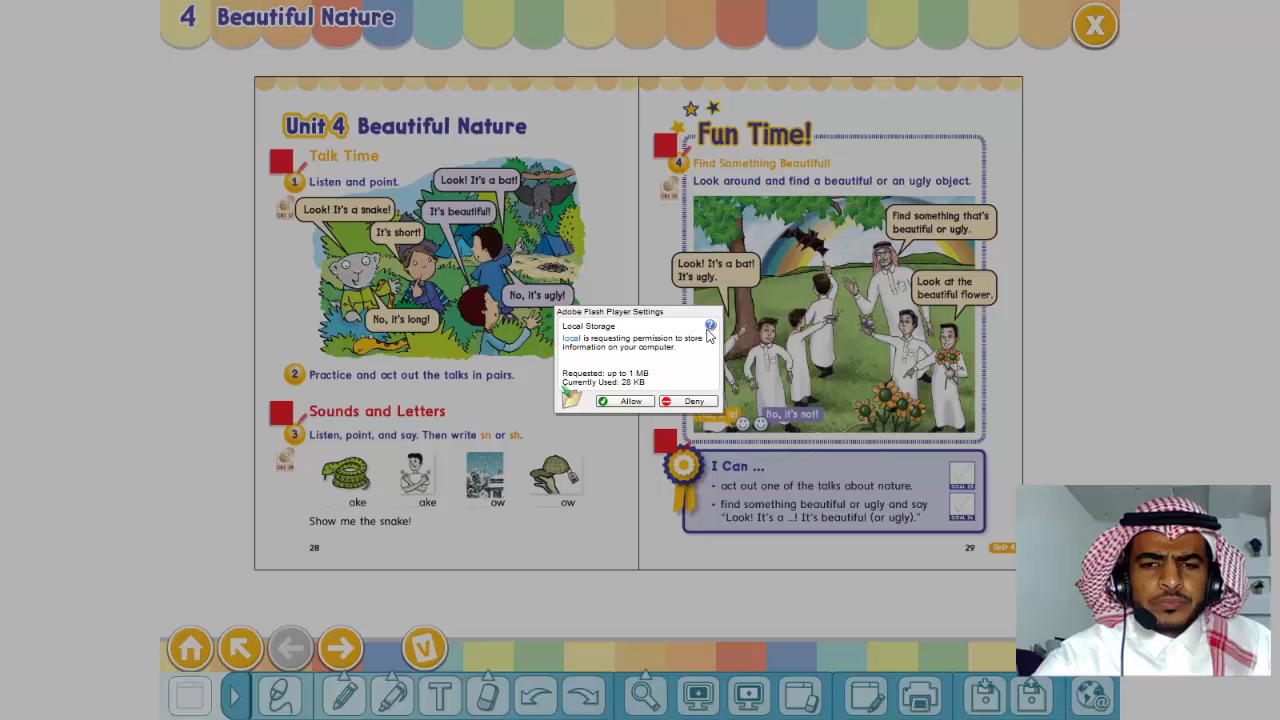 4 Beautiful Nature
X
Unit 4 Beautiful Nature
Talk Time
1 Listen and point.
Look! It's a bat!
Look! It's a snake!
It's beautiful!
It's short!
No, it's ugly!
No, it's long!
2 Practice and act out the talks in pairs.
Sounds and Letters
3 Listen, point, and say. Then write sn or sh.
ake
ake
ow
ow
Show me the snake!
28
Fun Time!
4 Find Something Beautiful!
Look around and find a beautiful or an ugly object.
Find something that's
beautiful or ugly.
Look! It's a bat!
It's ugly.
Look at the
beautiful flower.
No, it's not!
I Can ...
• act out one of the talks about nature.
• find something beautiful or ugly and say
"Look! It's a ...! It's beautiful (or ugly)."
29
Unit 4
Adobe Flash Player Settings
Local Storage
?
local is requesting permission to store
information on your computer.
Requested: up to 1 MB
Currently Used: 28 KB
Allow
Deny
V
T
@